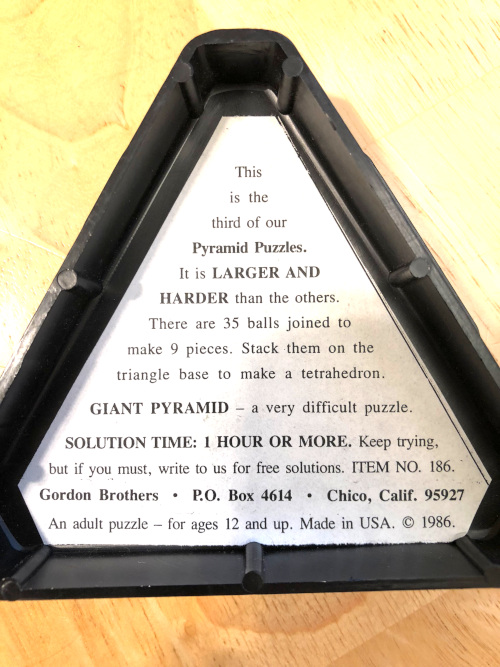 This
is the
third of our
Pyramid Puzzles.
It is LARGER AND
HARDER than the others.
There are 35 balls joined to
make 9 pieces. Stack them on the
triangle base to make a tetrahedron.
GIANT PYRAMID – a very difficult puzzle.
SOLUTION TIME: 1 HOUR OR MORE. Keep trying,
but if you must, write to us for free solutions. ITEM NO. 186.
Gordon Brothers • P.O. Box 4614 • Chico, Calif. 95927
An adult puzzle – for ages 12 and up. Made in USA. © 1986.